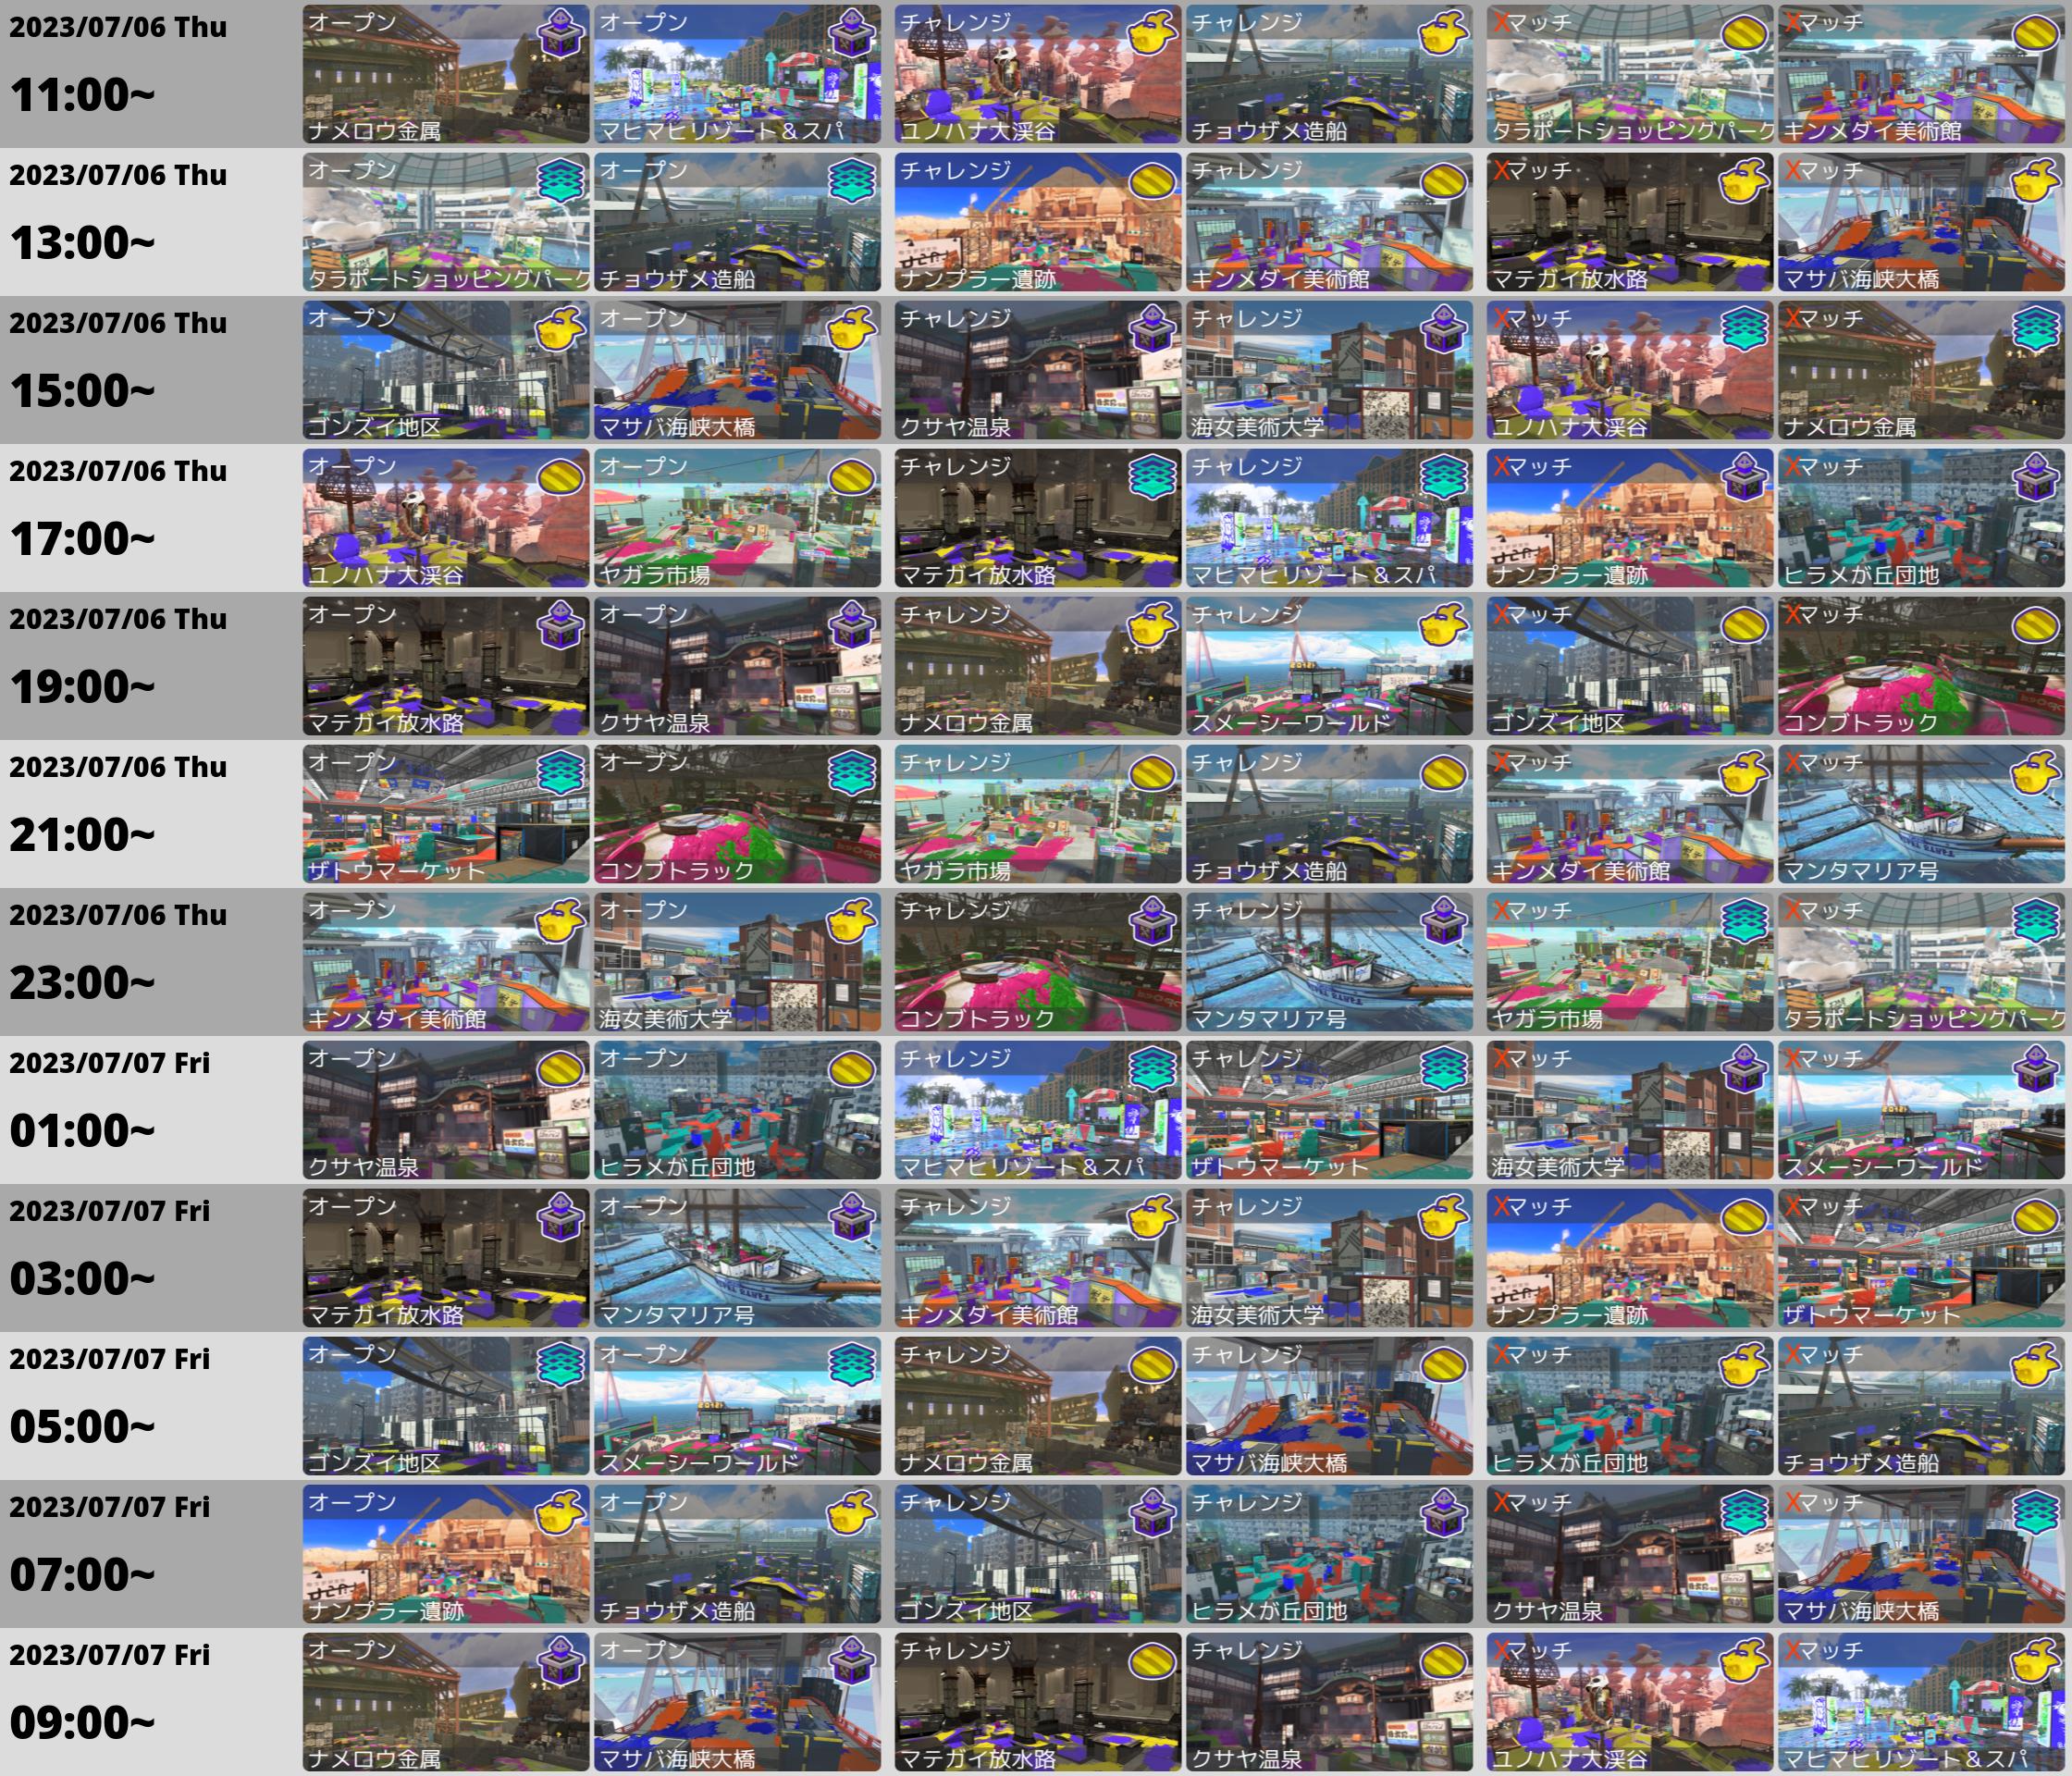 2023/07/06 Thu
11:00~
オープン オープン チャレンジ チャレンジ Xマッチ Xマッチ
ナメロウ金属 マヒマヒリゾート＆スパ ユノハナ大渓谷 チョウザメ造船 タラポートショッピングパーク キンメダイ美術館
2023/07/06 Thu
13:00~
オープン オープン チャレンジ チャレンジ Xマッチ Xマッチ
タラポートショッピングパーク チョウザメ造船 ナンプラー遺跡 キンメダイ美術館 マテガイ放水路 マサバ海峡大橋
2023/07/06 Thu
15:00~
オープン オープン チャレンジ チャレンジ Xマッチ Xマッチ
ゴンズイ地区 マサバ海峡大橋 クサヤ温泉 海女美術大学 ユノハナ大渓谷 ナメロウ金属
2023/07/06 Thu
17:00~
オープン オープン チャレンジ チャレンジ Xマッチ Xマッチ
ユノハナ大渓谷 ヤガラ市場 マテガイ放水路 マヒマヒリゾート＆スパ ナンプラー遺跡 ヒラメが丘団地
2023/07/06 Thu
19:00~
オープン オープン チャレンジ チャレンジ Xマッチ Xマッチ
マテガイ放水路 クサヤ温泉 ナメロウ金属 スメーシーワールド ゴンズイ地区 コンブトラック
2023/07/06 Thu
21:00~
オープン オープン チャレンジ チャレンジ Xマッチ Xマッチ
ザトウマーケット コンブトラック ヤガラ市場 チョウザメ造船 キンメダイ美術館 マンタマリア号
2023/07/06 Thu
23:00~
オープン オープン チャレンジ チャレンジ Xマッチ Xマッチ
キンメダイ美術館 海女美術大学 コンブトラック マンタマリア号 ヤガラ市場 タラポートショッピングパーク
2023/07/07 Fri
01:00~
オープン オープン チャレンジ チャレンジ Xマッチ Xマッチ
クサヤ温泉 ヒラメが丘団地 マヒマヒリゾート＆スパ ザトウマーケット 海女美術大学 スメーシーワールド
2023/07/07 Fri
03:00~
オープン オープン チャレンジ チャレンジ Xマッチ Xマッチ
マテガイ放水路 マンタマリア号 キンメダイ美術館 海女美術大学 ナンプラー遺跡 ザトウマーケット
2023/07/07 Fri
05:00~
オープン オープン チャレンジ チャレンジ Xマッチ Xマッチ
ゴンズイ地区 スメーシーワールド ナメロウ金属 マサバ海峡大橋 ヒラメが丘団地 チョウザメ造船
2023/07/07 Fri
07:00~
オープン オープン チャレンジ チャレンジ Xマッチ Xマッチ
ナンプラー遺跡 チョウザメ造船 ゴンズイ地区 ヒラメが丘団地 クサヤ温泉 マサバ海峡大橋
2023/07/07 Fri
09:00~
オープン オープン チャレンジ チャレンジ Xマッチ Xマッチ
ナメロウ金属 マサバ海峡大橋 マテガイ放水路 クサヤ温泉 ユノハナ大渓谷 マヒマヒリゾート＆スパ